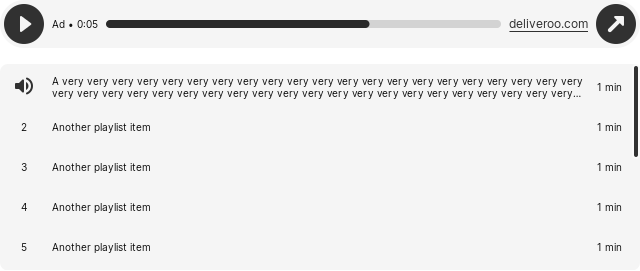 Ad • 0:05
deliveroo.com
A very very very very very very very very very very very very very very very very very very very very very
very very very very very very very very very very very very very very very very very very very very very...
1 min
2 Another playlist item 1 min
3 Another playlist item 1 min
4 Another playlist item 1 min
5 Another playlist item 1 min